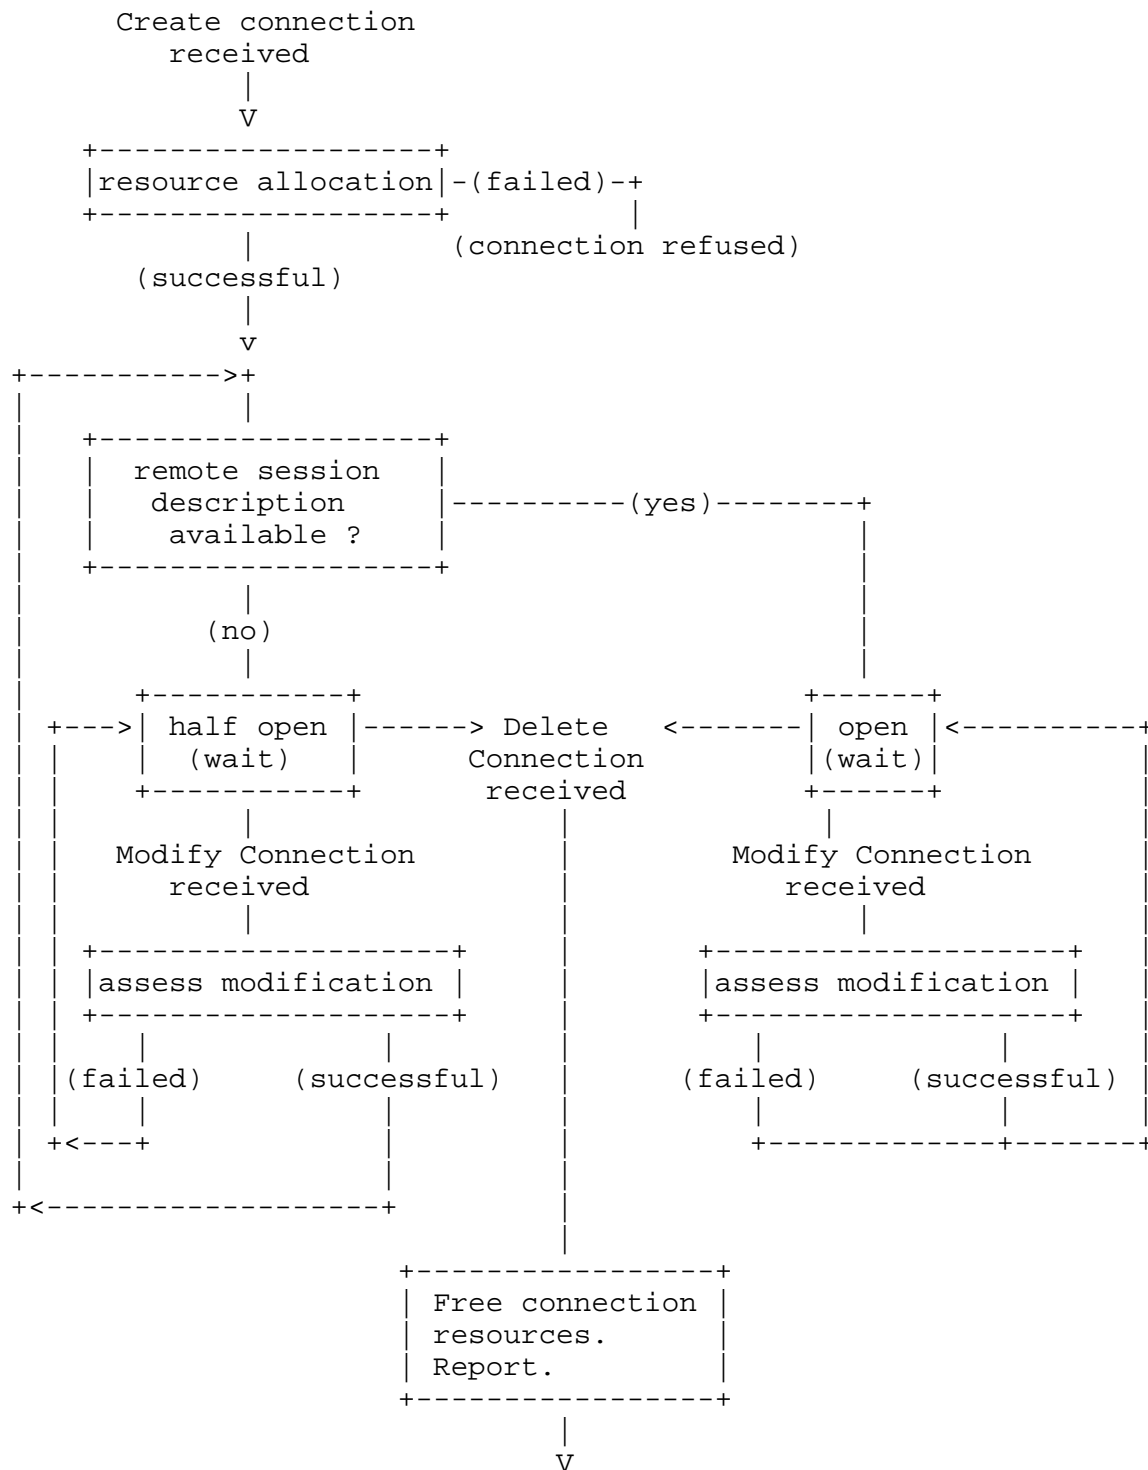 Create connection
received
|
V
+-------------------+
|resource allocation|-(failed)-+
+-------------------+          |
|          (connection refused)
(successful)
|
v
+----------->+
|            |
|   +-------------------+
|   |  remote session   |
|   |   description     |----------(yes)--------+
|   |    available ?    |                       |
|   +-------------------+                       |
|            |                                  |
|          (no)                                 |
|            |                                  |
|      +-----------+                         +------+
| +--->| half open |------> Delete   <-------| open |<----------+
| |    |  (wait)   |      Connection         |(wait)|           |
| |    +-----------+       received          +------+           |
| |          |                 |              |                 |
| |   Modify Connection        |         Modify Connection      |
| |      received              |            received            |
| |          |                 |                |               |
| | +--------------------+     |       +--------------------+   |
| | |assess modification |     |       |assess modification |   |
| | +--------------------+     |       +--------------------+   |
| |    |             |         |          |             |       |
| |(failed)     (successful)   |      (failed)     (successful) |
| |    |             |         |          |             |       |
| +<---+             |         |          +-------------+-------+
|                    |         |
+<-------------------+         |
|
+-----------------+
| Free connection |
| resources.      |
| Report.         |
+-----------------+
|
V